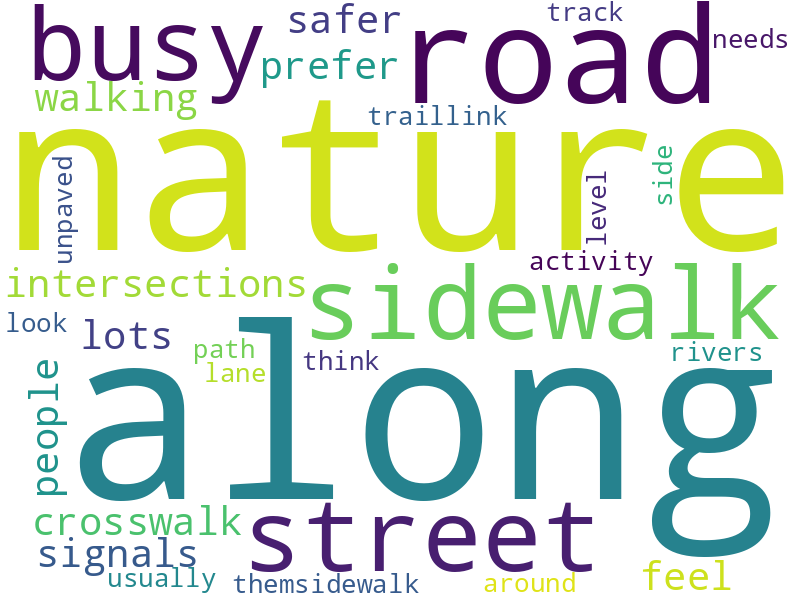 busy
road
safer
track
needs
prefer
walking
traillink
nature
unpaved
level
side
activity
intersections
sidewalk
look
lots
path
think
rivers
lane
people
along
crosswalk
street
signals
usually
themsidewalk
around
feel